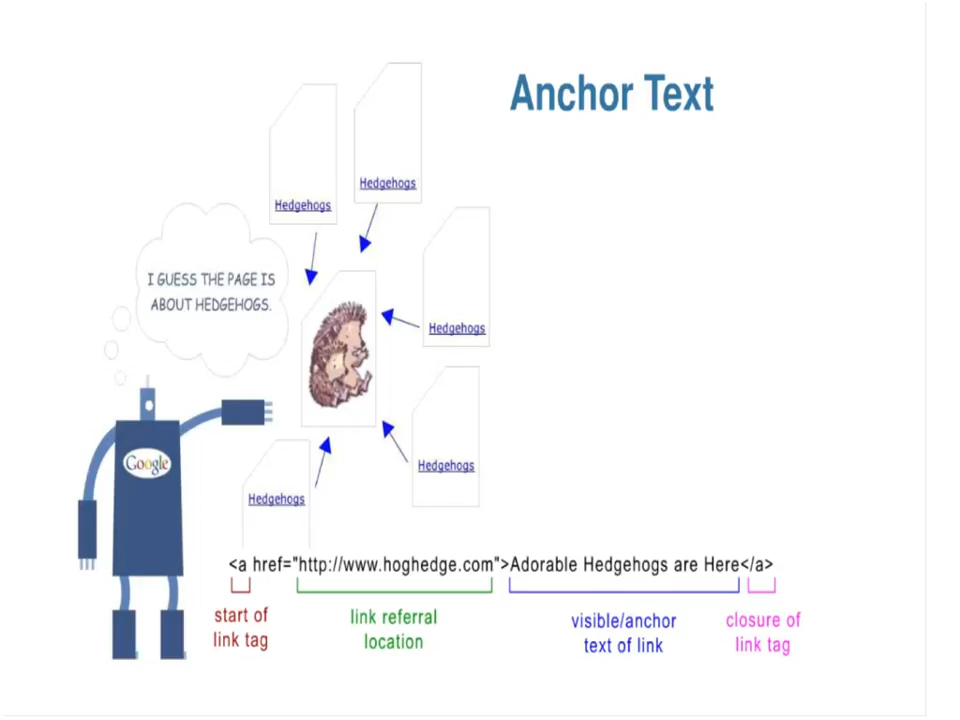 Anchor Text
Hedgehogs
Hedgehogs
I GUESS THE PAGE IS
ABOUT HEDGEHOGS.
Hedgehogs
Hedgehogs
Google
Hedgehogs
<a href="http://www.hoghedge.com">Adorable Hedgehogs are Here</a>
start of
link tag
link referral
location
visible/anchor
text of link
closure of
link tag